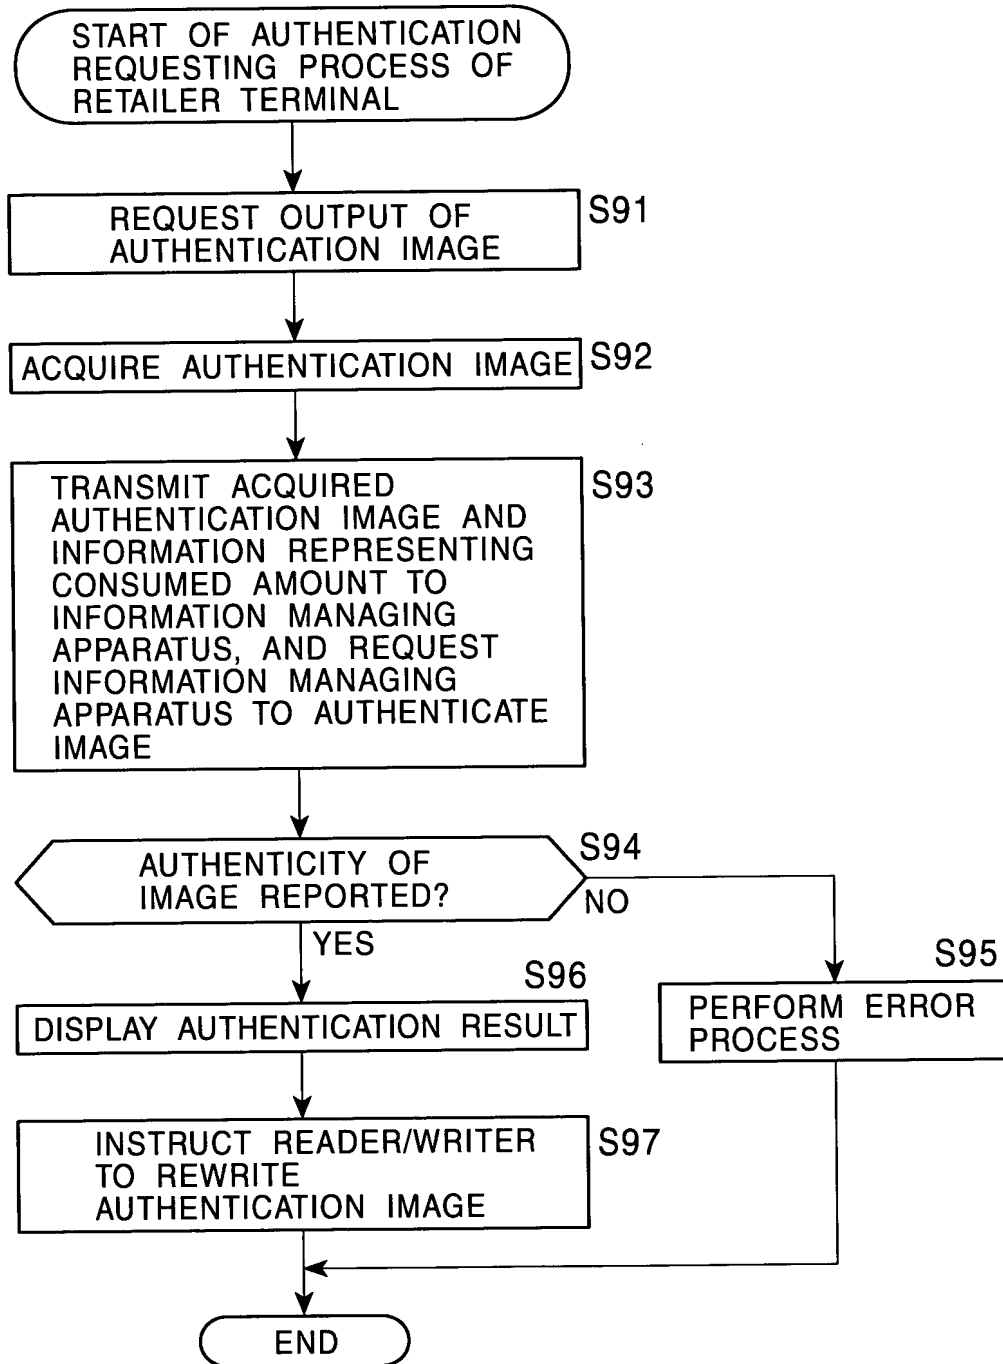 START OF AUTHENTICATION
REQUESTING PROCESS OF
RETAILER TERMINAL
REQUEST OUTPUT OF
AUTHENTICATION IMAGE
S91
ACQUIRE AUTHENTICATION IMAGE
S92
TRANSMIT ACQUIRED
AUTHENTICATION IMAGE AND
INFORMATION REPRESENTING
CONSUMED AMOUNT TO
INFORMATION MANAGING
APPARATUS, AND REQUEST
INFORMATION MANAGING
APPARATUS TO AUTHENTICATE
IMAGE
S93
AUTHENTICITY OF
IMAGE REPORTED?
S94
NO
YES
S95
PERFORM ERROR
PROCESS
S96
DISPLAY AUTHENTICATION RESULT
INSTRUCT READER/WRITER
TO REWRITE
AUTHENTICATION IMAGE
S97
END